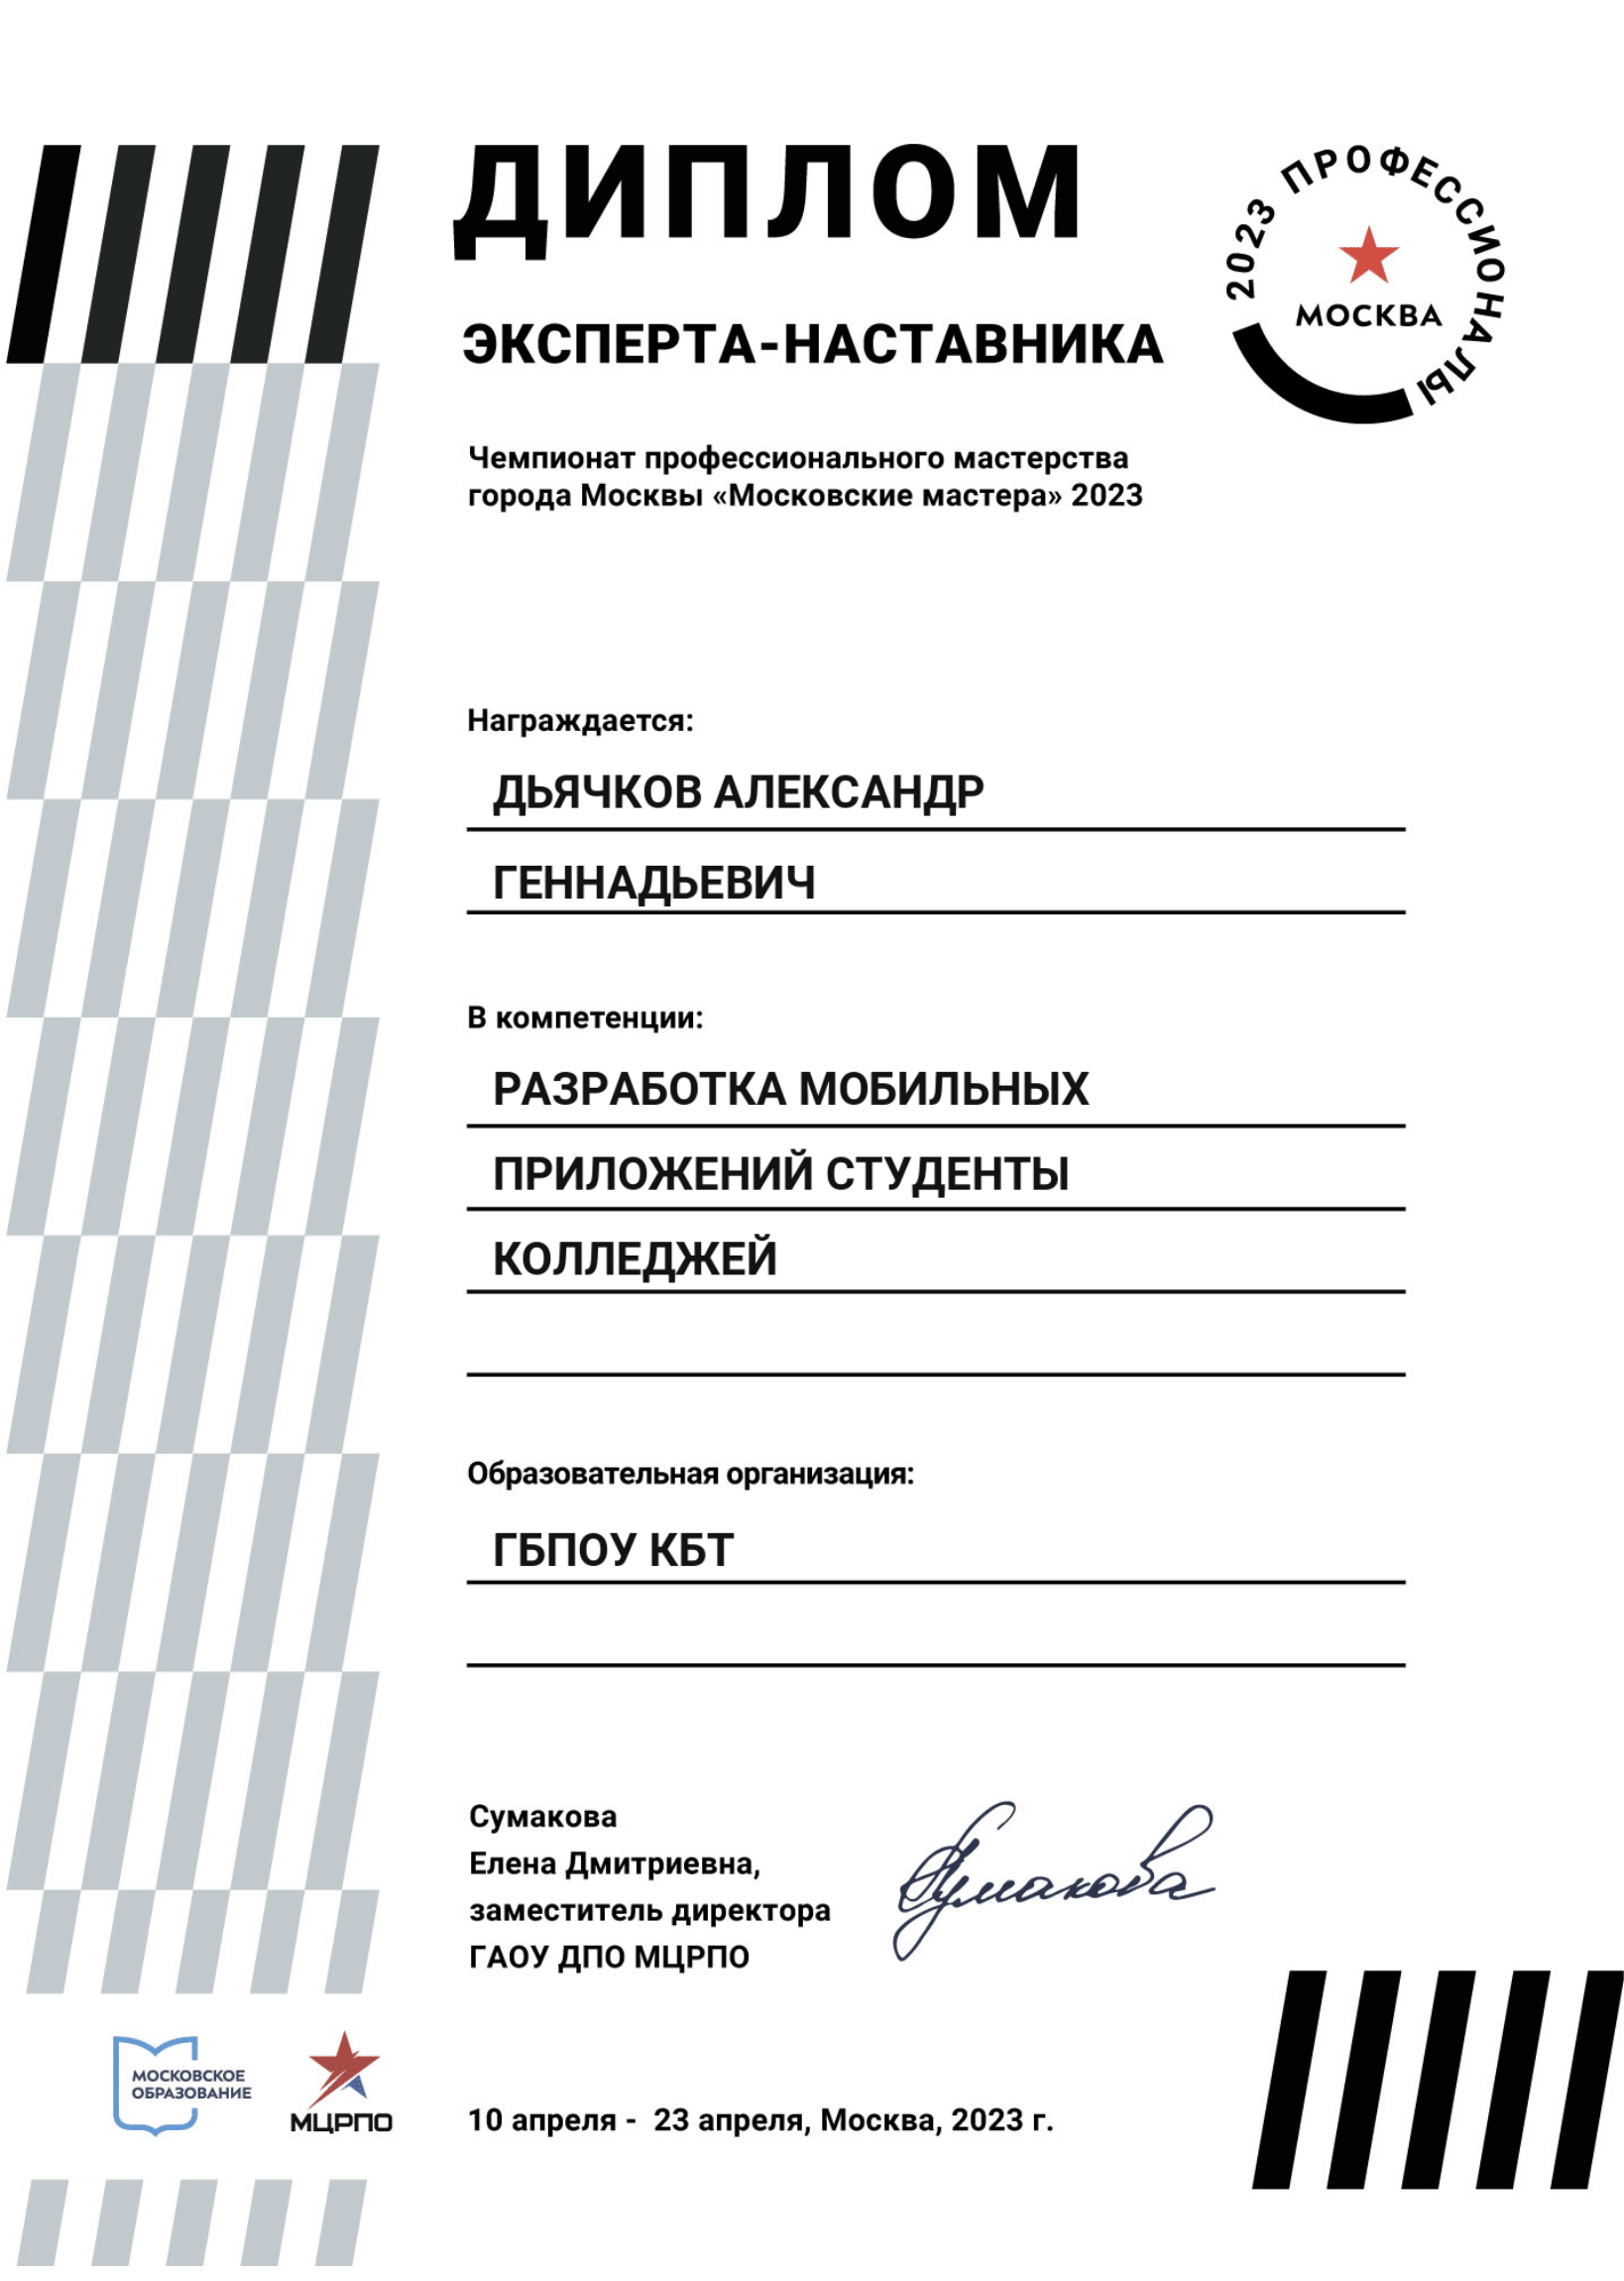 ДИПЛОМ
2023 ПРОФЕССИОНАЛЫ
МОСКВА
ЭКСПЕРТА-НАСТАВНИКА
Чемпионат профессионального мастерства
города Москвы «Московские мастера» 2023
Награждается:
ДЬЯЧКОВ АЛЕКСАНДР
ГЕННАДЬЕВИЧ
В компетенции:
РАЗРАБОТКА МОБИЛЬНЫХ
ПРИЛОЖЕНИЙ СТУДЕНТЫ
КОЛЛЕДЖЕЙ
Образовательная организация:
ГБПОУ КБТ
Сумакова
Елена Дмитриевна,
заместитель директора
ГАОУ ДПО МЦРПО
Сумакова
МОСКОВСКОЕ
ОБРАЗОВАНИЕ
МЦРПО
10 апреля - 23 апреля, Москва, 2023 г.